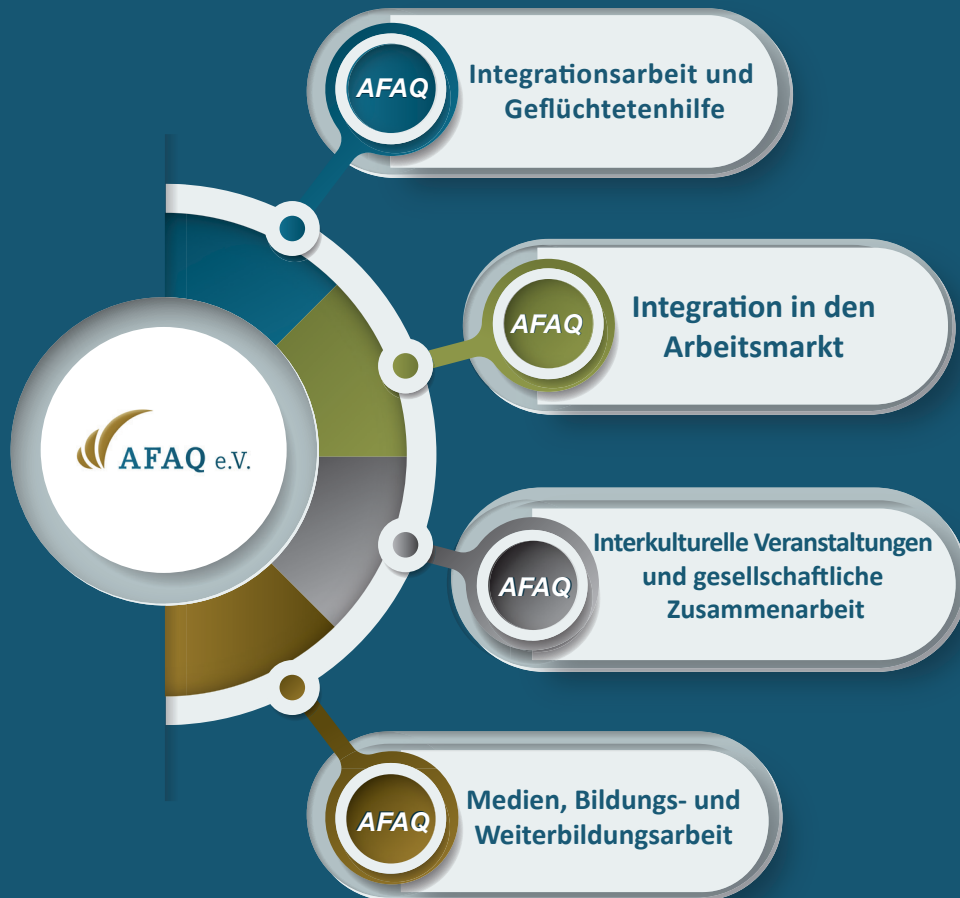 AFAQ
Integrationsarbeit und
Geflüchtetenhilfe
AFAQ
Integration in den
Arbeitsmarkt
AFAQ e.V.
AFAQ
Interkulturelle Veranstaltungen
und gesellschaftliche
Zusammenarbeit
AFAQ
Medien, Bildungs- und
Weiterbildungsarbeit